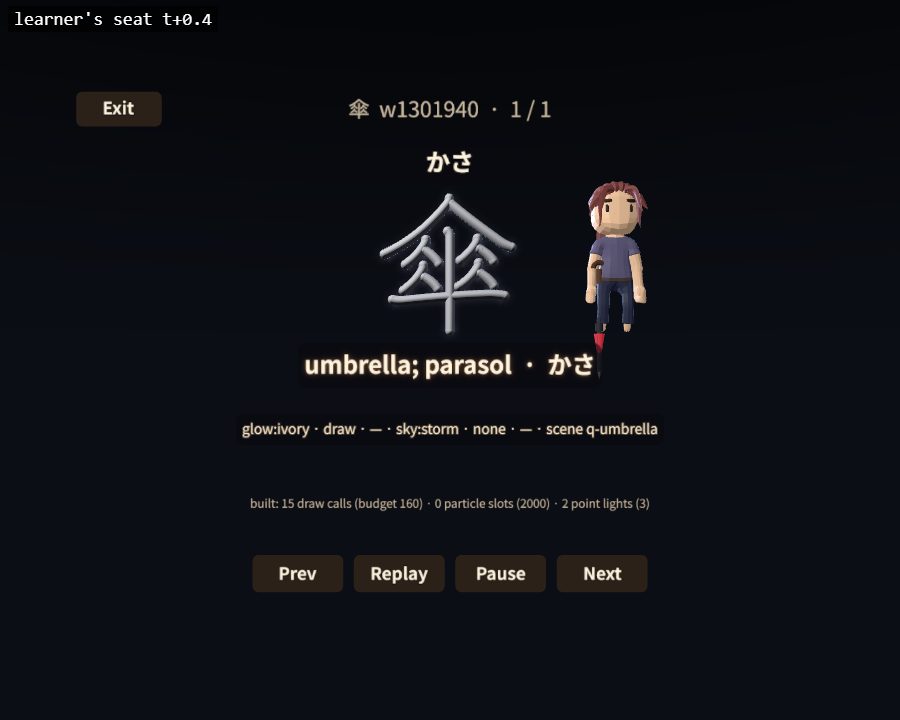 learner's seat t+0.4
Exit
傘 w1301940 · 1 / 1
かさ
傘
umbrella; parasol · かさ
glow:ivory · draw · — · sky:storm · none · — · scene q-umbrella
built: 15 draw calls (budget 160) · 0 particle slots (2000) · 2 point lights (3)
Prev Replay Pause Next